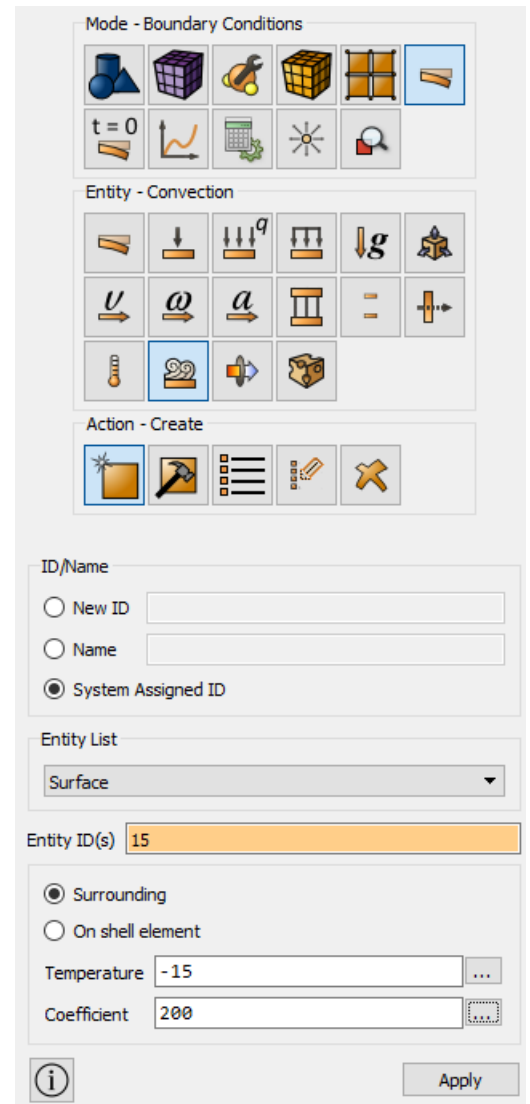 Mode - Boundary Conditions
t = 0
Entity - Convection
q
g
υ
ω
a
Action - Create
ID/Name
New ID
Name
System Assigned ID
Entity List
Surface
Entity ID(s) 15
Surrounding
On shell element
Temperature -15 ...
Coefficient 200 ...
i
Apply